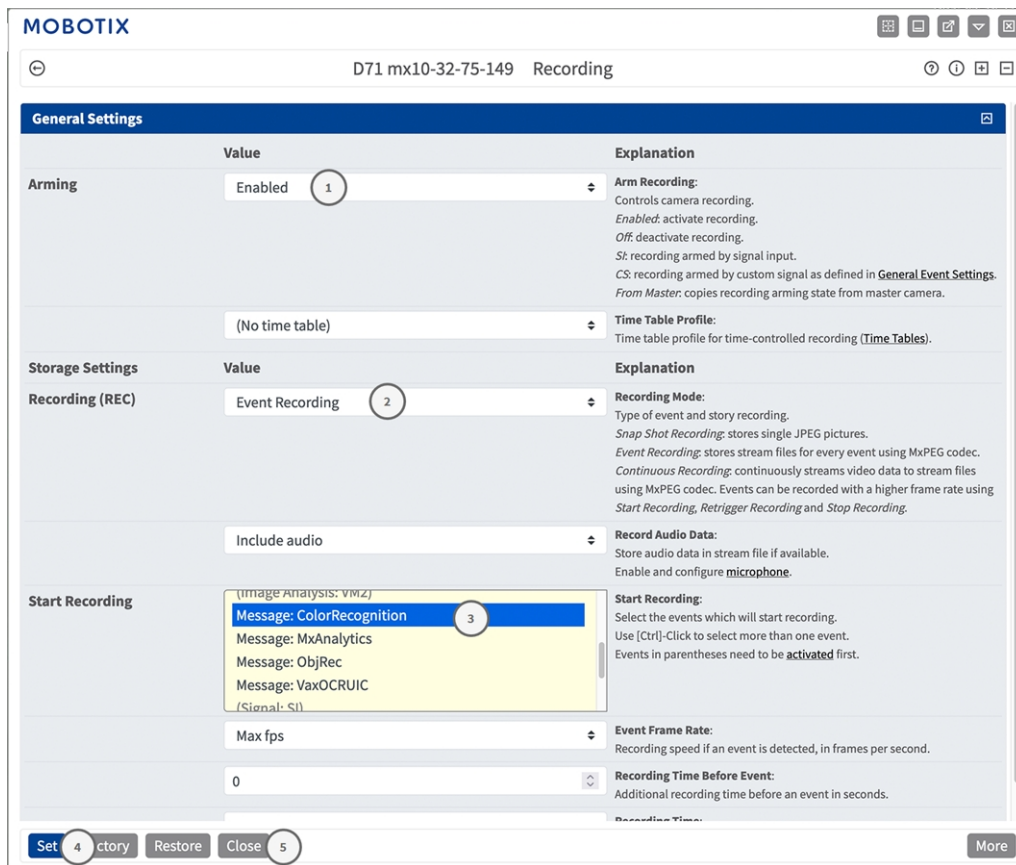 MOBOTIX
D71 mx10-32-75-149 Recording
General Settings
Value Explanation
Arming
Enabled 1
Arm Recording:
Controls camera recording.
Enabled: activate recording.
Off: deactivate recording.
SI: recording armed by signal input.
CS: recording armed by custom signal as defined in General Event Settings.
From Master: copies recording arming state from master camera.
(No time table)
Time Table Profile:
Time table profile for time-controlled recording (Time Tables).
Storage Settings Value Explanation
Recording (REC)
Event Recording 2
Recording Mode:
Type of event and story recording.
Snap Shot Recording: stores single JPEG pictures.
Event Recording: stores stream files for every event using MxPEG codec.
Continuous Recording: continuously streams video data to stream files
using MxPEG codec. Events can be recorded with a higher frame rate using
Start Recording, Retrigger Recording and Stop Recording.
Include audio
Record Audio Data:
Store audio data in stream file if available.
Enable and configure microphone.
Start Recording
(Image Analysis: VM2)
Message: ColorRecognition 3
Message: MxAnalytics
Message: ObjRec
Message: VaxOCRUIC
(Signal: SI)
Start Recording:
Select the events which will start recording.
Use [Ctrl]-Click to select more than one event.
Events in parentheses need to be activated first.
Max fps
Event Frame Rate:
Recording speed if an event is detected, in frames per second.
0
Recording Time Before Event:
Additional recording time before an event in seconds.
Recording Time:
Set 4 ctory Restore Close 5 More